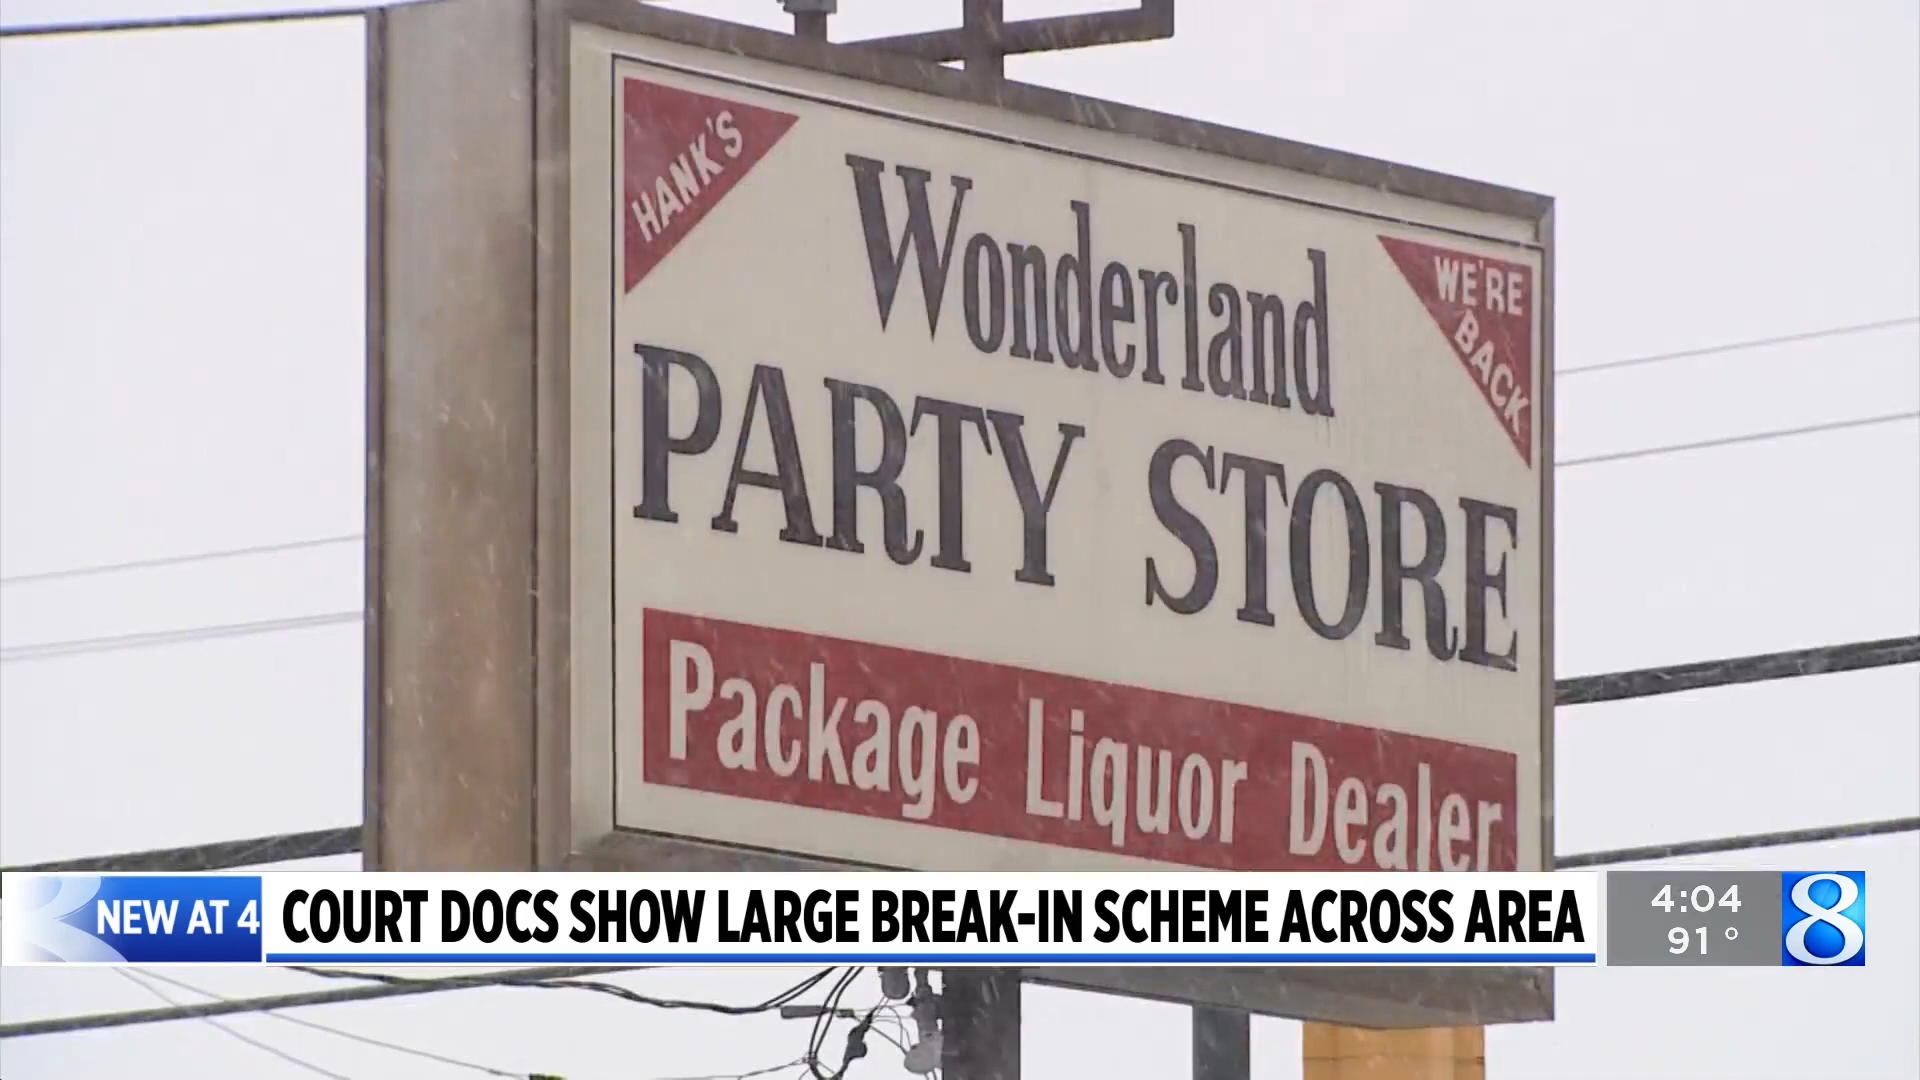 HANK'S
WE'RE
BACK
Wonderland
PARTY STORE
Package Liquor Dealer
NEW AT 4
COURT DOCS SHOW LARGE BREAK-IN SCHEME ACROSS AREA
4:04
91°
8